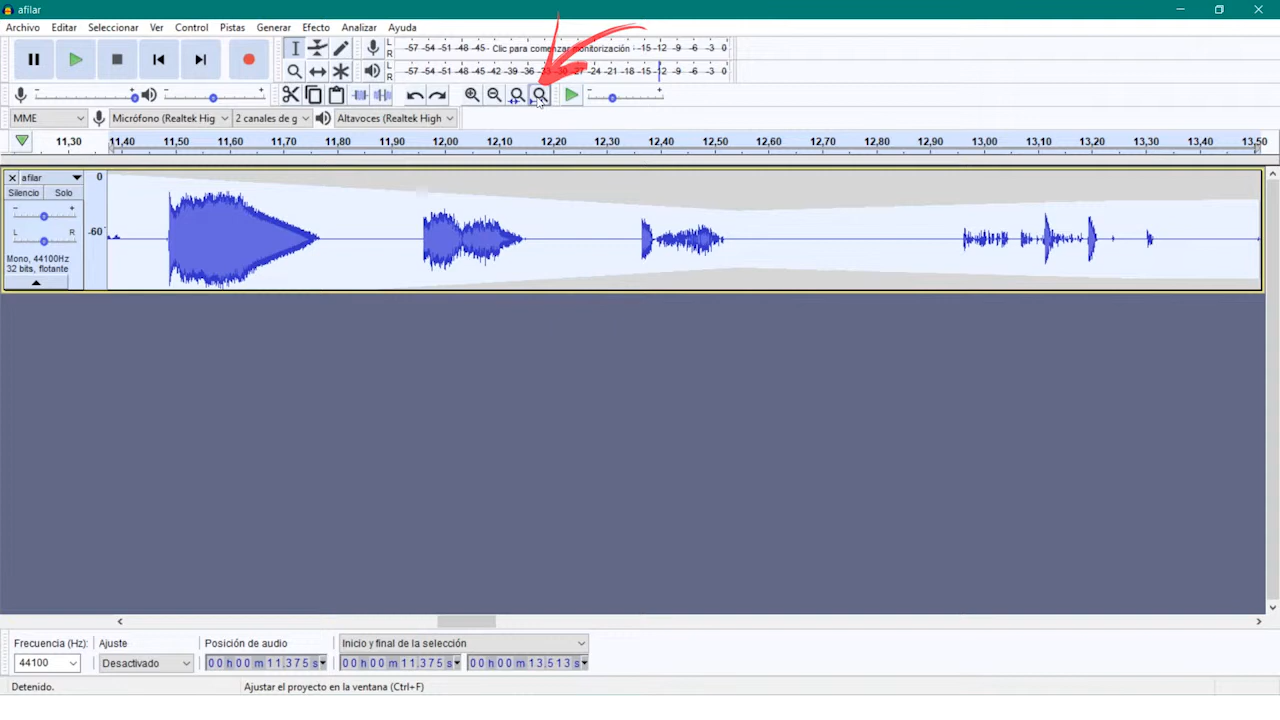 afilar
Archivo Editar Seleccionar Ver Control Pistas Generar Efecto Analizar Ayuda
L -57 -54 -51 -48 -45 - Clic para comenzar monitorización -15 -12 -9 -6 -3 0
R
L -57 -54 -51 -48 -45 -42 -39 -36 -33 -30 -27 -24 -21 -18 -15 -12 -9 -6 -3 0
R
- + - +
- +
MME Micrófono (Realtek Hig 2 canales de g Altavoces (Realtek High
11,30 11,40 11,50 11,60 11,70 11,80 11,90 12,00 12,10 12,20 12,30 12,40 12,50 12,60 12,70 12,80 12,90 13,00 13,10 13,20 13,30 13,40 13,50
afilar 0
Silencio Solo
- +
L R -60
Mono, 44100Hz
32 bits, flotante
Frecuencia (Hz): Ajuste Posición de audio Inicio y final de la selección
44100 Desactivado 00 h 00 m 11.375 s 00 h 00 m 11.375 s 00 h 00 m 13.513 s
Detenido. Ajustar el proyecto en la ventana (Ctrl+F)